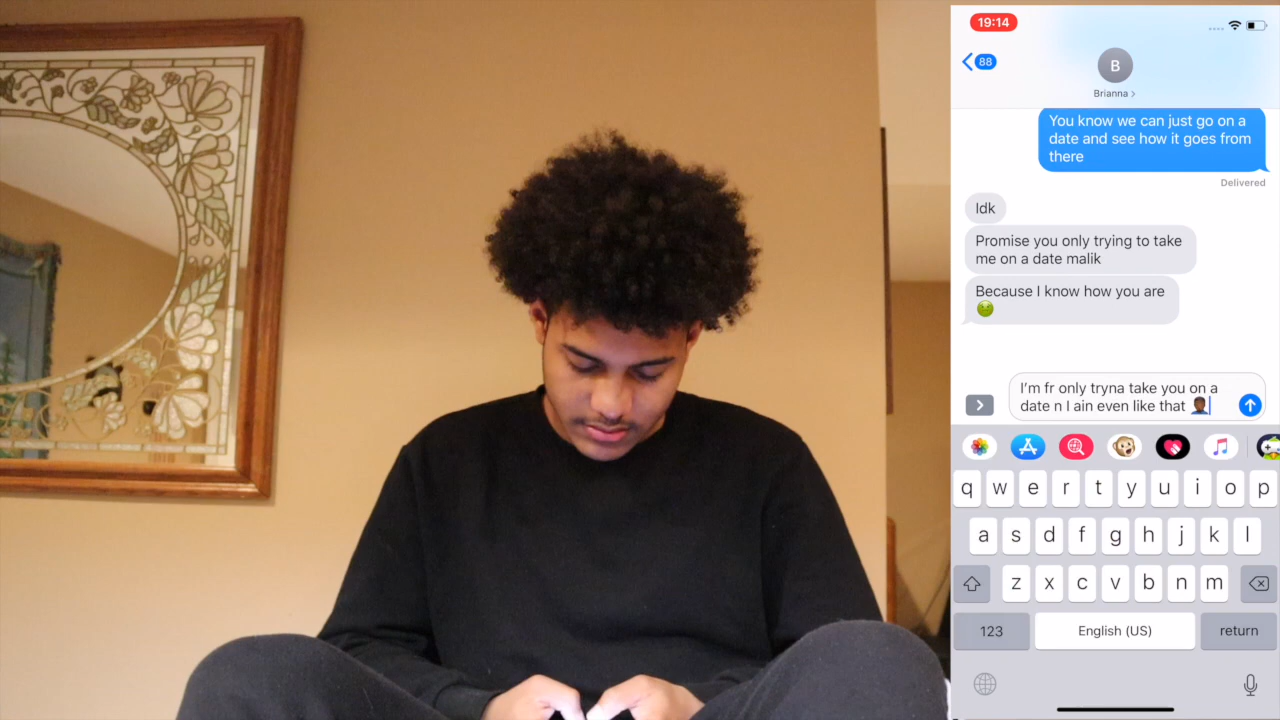 19:14
88
B
Brianna >
You know we can just go on a
date and see how it goes from
there
Delivered
Idk
Promise you only trying to take
me on a date malik
Because I know how you are
🤢
I'm fr only tryna take you on a
date n I ain even like that 🤦🏾‍♂️
q w e r t y u i o p
a s d f g h j k l
z x c v b n m
123 English (US) return